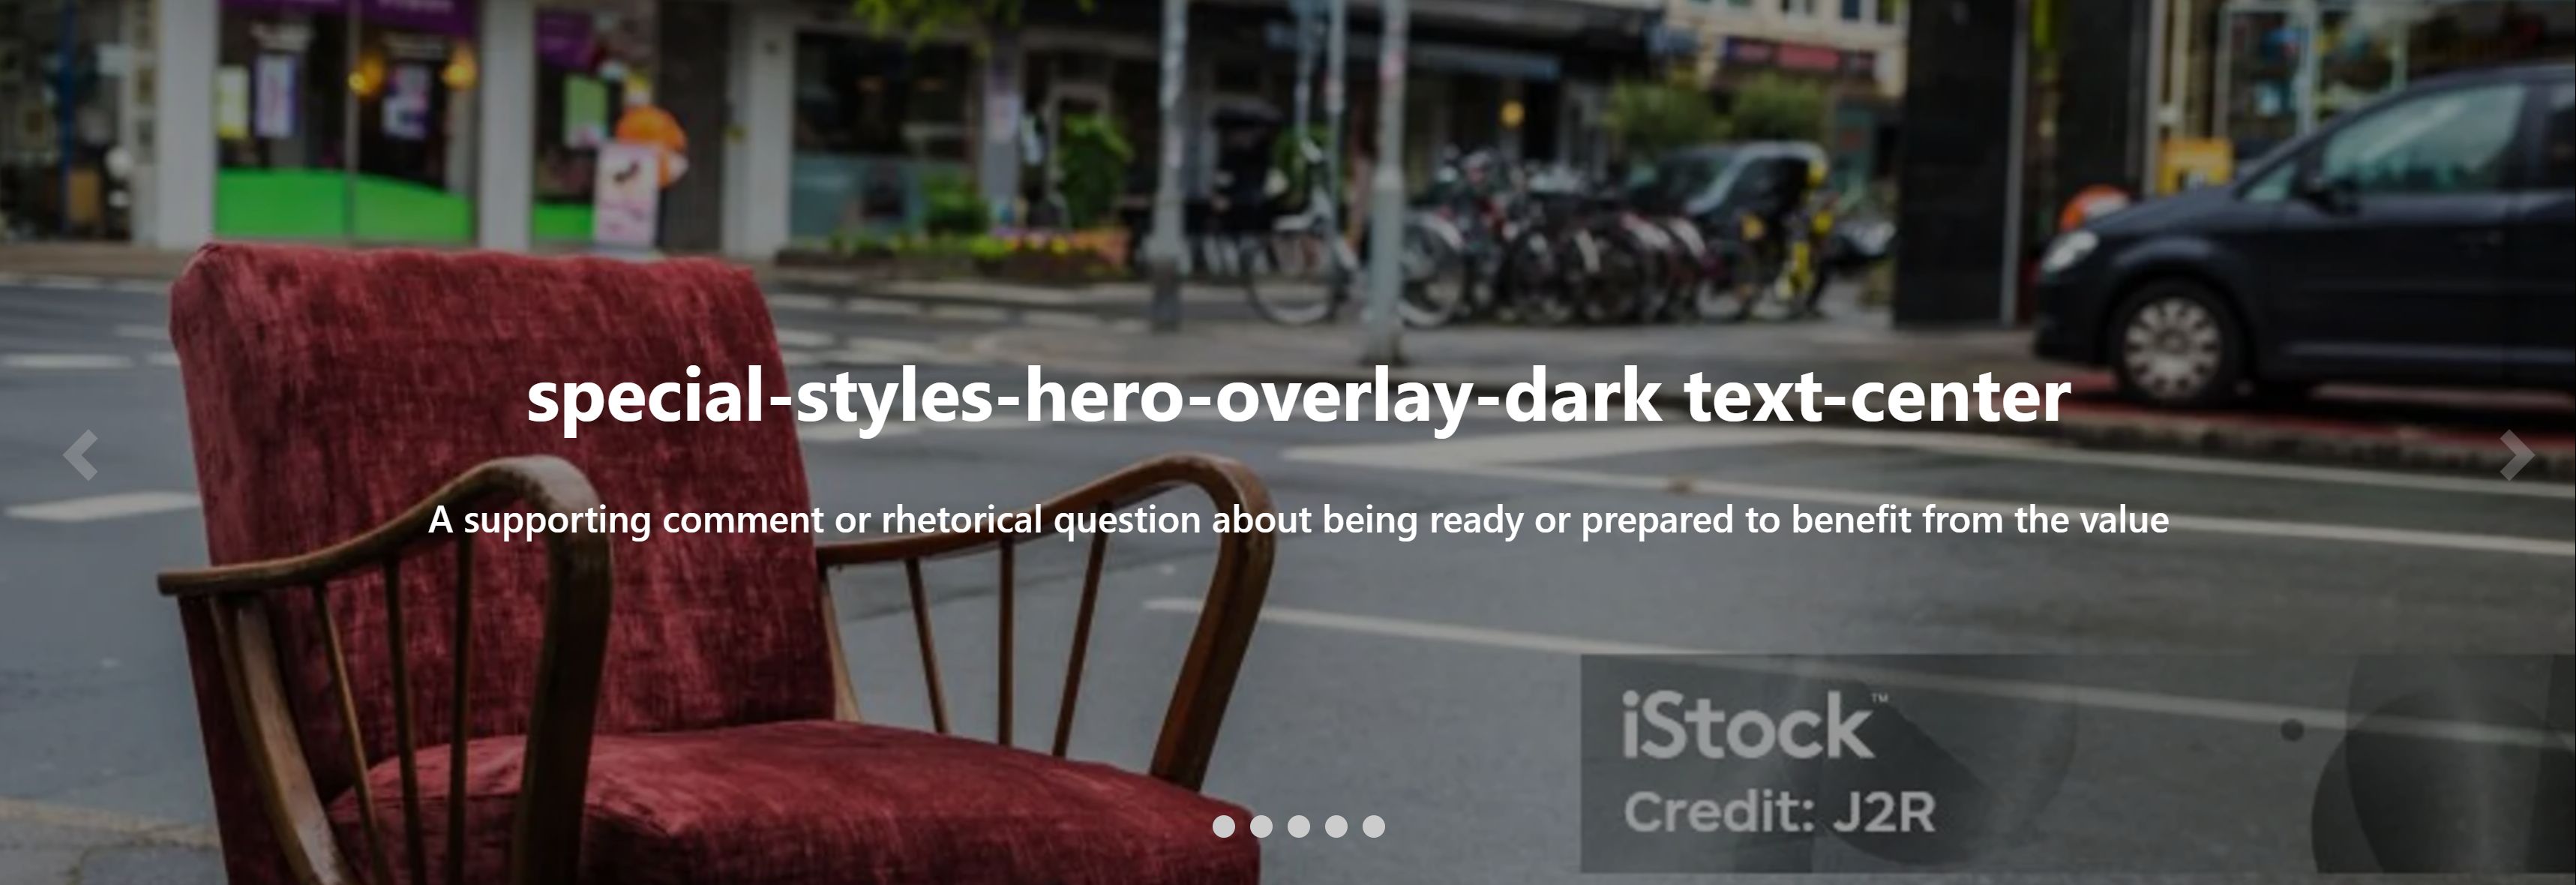 special-styles-hero-overlay-dark text-center
A supporting comment or rhetorical question about being ready or prepared to benefit from the value
iStock™
Credit: J2R